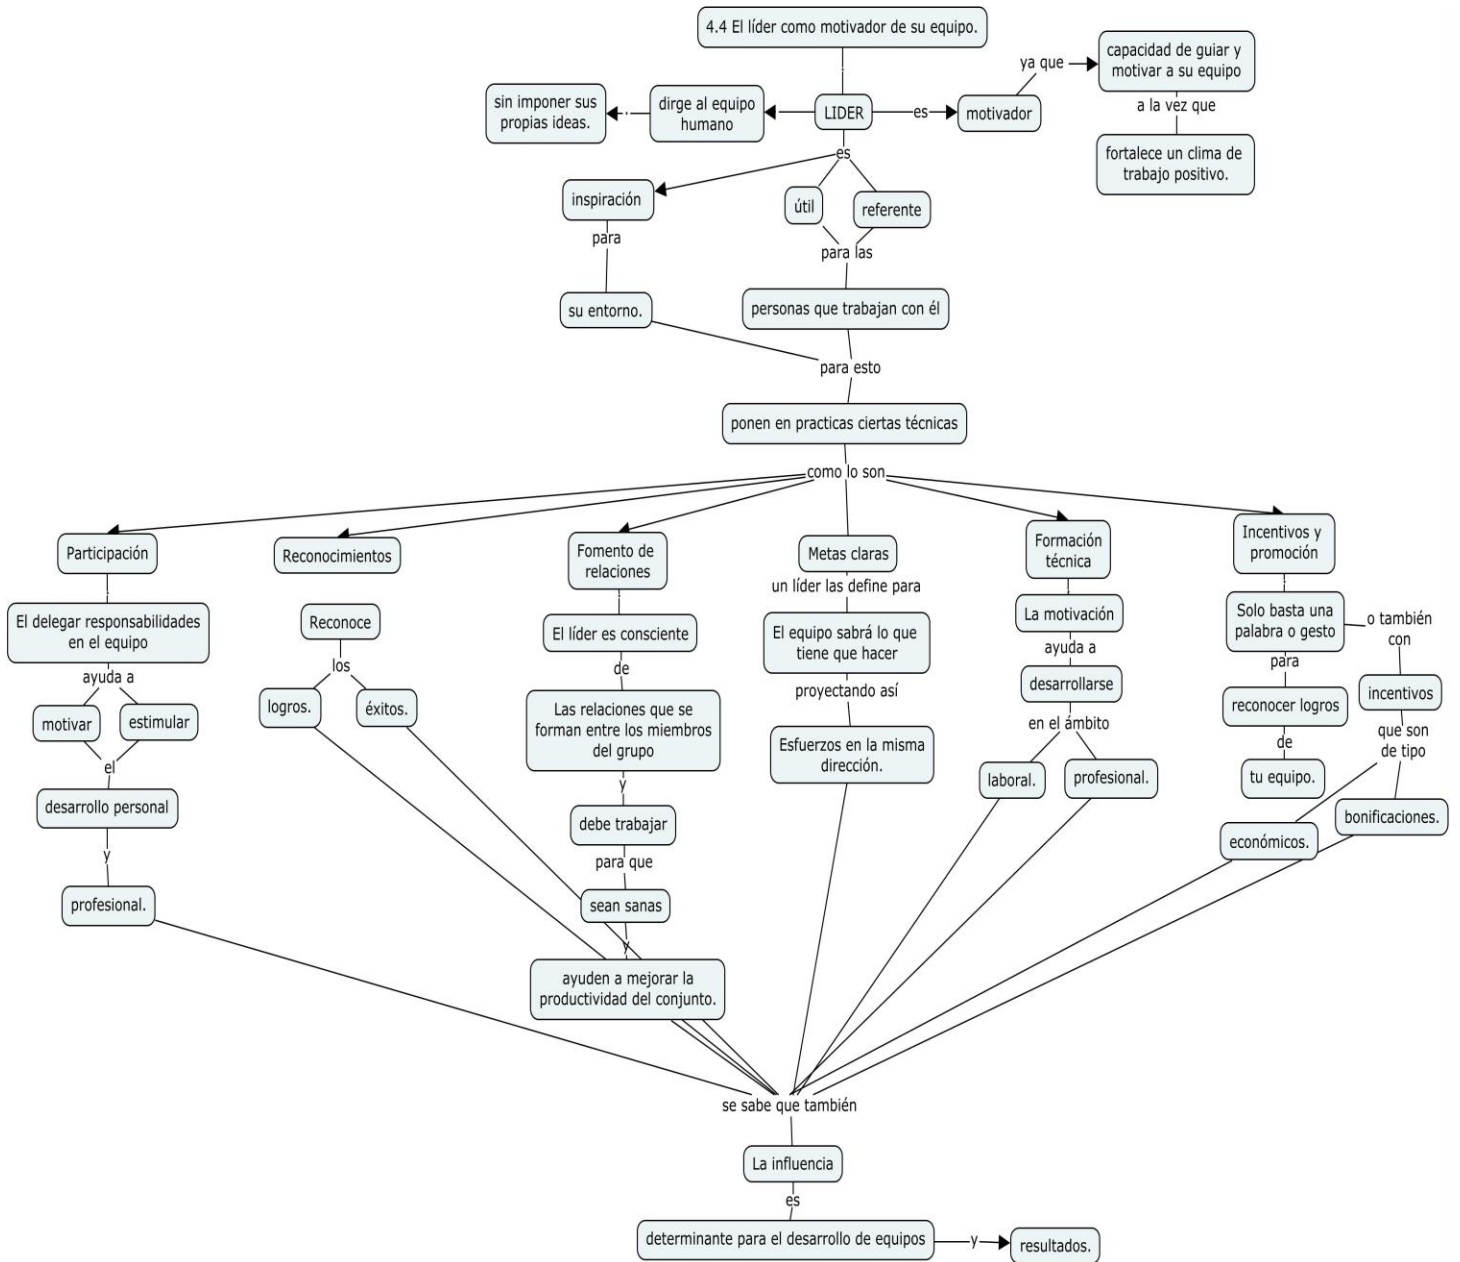 4.4 El líder como motivador de su equipo.
ya que
capacidad de guiar y
motivar a su equipo
sin imponer sus
propias ideas.
dirge al equipo
humano
LIDER
es
motivador
a la vez que
fortalece un clima de
trabajo positivo.
es
inspiración
útil
referente
para
para las
su entorno.
personas que trabajan con él
para esto
ponen en practicas ciertas técnicas
como lo son
Participación
El delegar responsabilidades
en el equipo
ayuda a
motivar
estimular
el
desarrollo personal
y
profesional.
Reconocimientos
Reconoce
los
logros.
éxitos.
Fomento de
relaciones
El líder es consciente
de
Las relaciones que se
forman entre los miembros
del grupo
y
debe trabajar
para que
sean sanas
y
ayuden a mejorar la
productividad del conjunto.
Metas claras
un líder las define para
El equipo sabrá lo que
tiene que hacer
proyectando así
Esfuerzos en la misma
dirección.
Formación
técnica
La motivación
ayuda a
desarrollarse
en el ámbito
laboral.
profesional.
Incentivos y
promoción
Solo basta una
palabra o gesto
para
reconocer logros
de
tu equipo.
o también
con
incentivos
que son
de tipo
económicos.
bonificaciones.
se sabe que también
La influencia
es
determinante para el desarrollo de equipos
y
resultados.